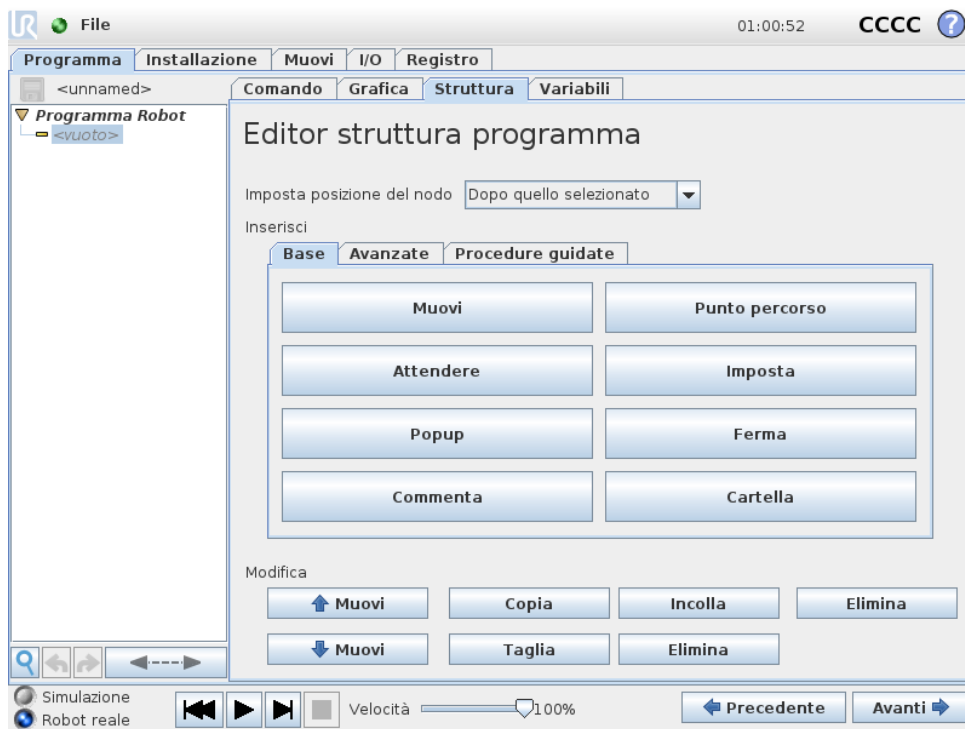 UR File 01:00:52 CCCC ?
Programma Installazione Muovi I/O Registro
<unnamed> Comando Grafica Struttura Variabili
Programma Robot
<vuoto>
Editor struttura programma
Imposta posizione del nodo Dopo quello selezionato
Inserisci
Base Avanzate Procedure guidate
Muovi Punto percorso
Attendere Imposta
Popup Ferma
Commenta Cartella
Modifica
Muovi Copia Incolla Elimina
Muovi Taglia Elimina
Simulazione
Robot reale
Velocità 100% Precedente Avanti